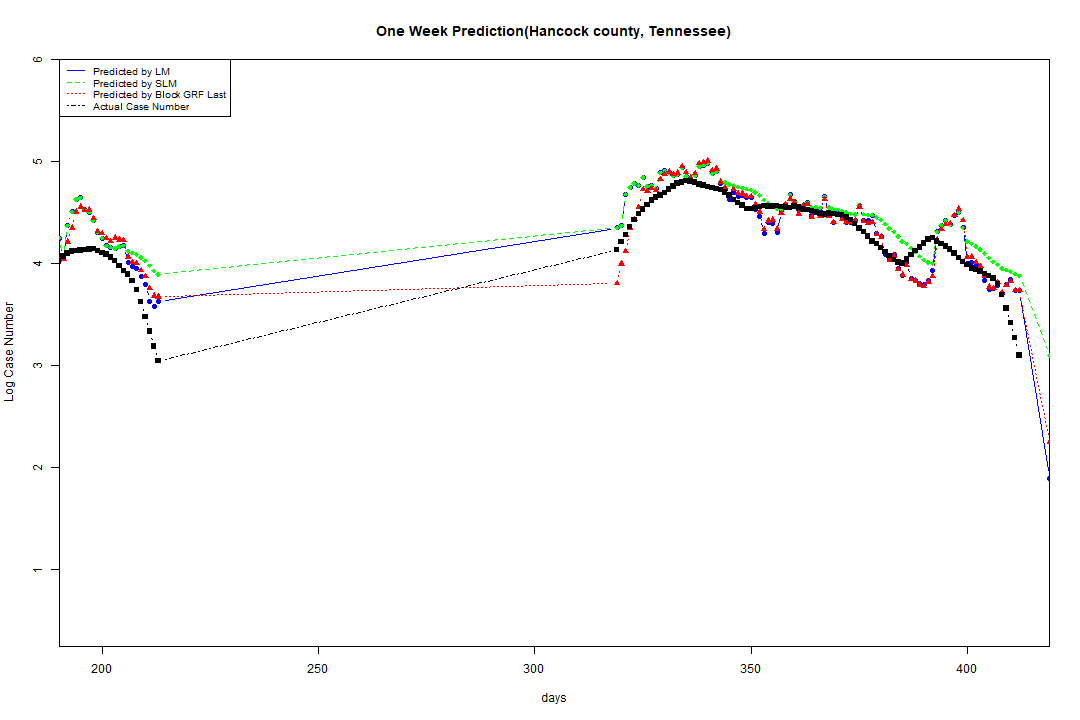 One Week Prediction(Hancock county, Tennessee)
Predicted by LM
Predicted by SLM
Predicted by Block GRF Last
Actual Case Number
6
5
4
3
2
1
Log Case Number
200 250 300 350 400
days